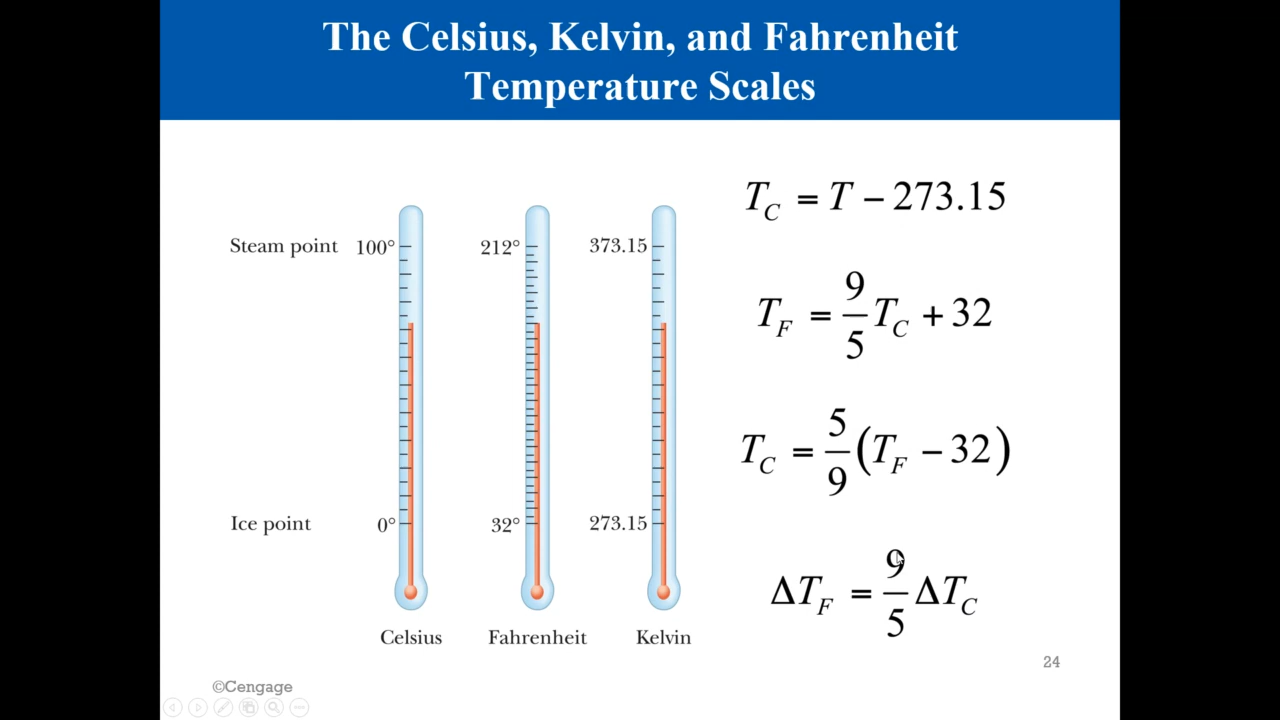 The Celsius, Kelvin, and Fahrenheit
Temperature Scales
Steam point 100° 212° 373.15
Ice point 0° 32° 273.15
Celsius Fahrenheit Kelvin
T_C = T − 273.15
T_F = 9/5 T_C + 32
T_C = 5/9 (T_F − 32)
ΔT_F = 9/5 ΔT_C
24
©Cengage